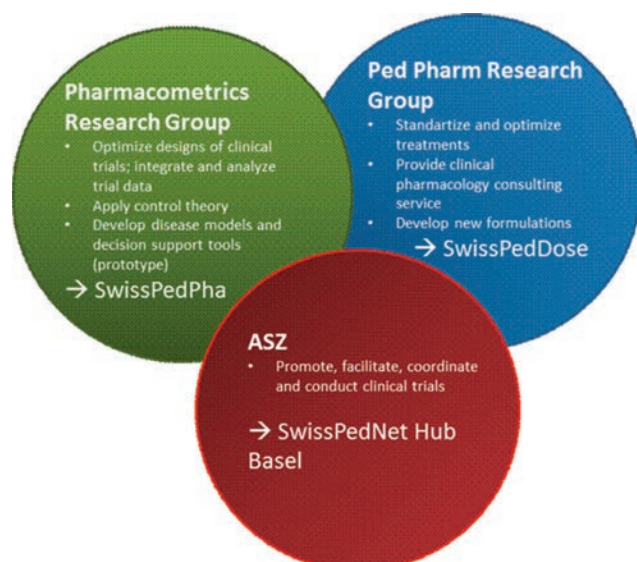 Pharmacometrics
Research Group
• Optimize designs of clinical
trials; integrate and analyze
trial data
• Apply control theory
• Develop disease models and
decision support tools
(prototype)
→ SwissPedPha
Ped Pharm Research
Group
• Standartize and optimize
treatments
• Provide clinical
pharmacology consulting
service
• Develop new formulations
→ SwissPedDose
ASZ
• Promote, facilitate, coordinate
and conduct clinical trials
→ SwissPedNet Hub
Basel